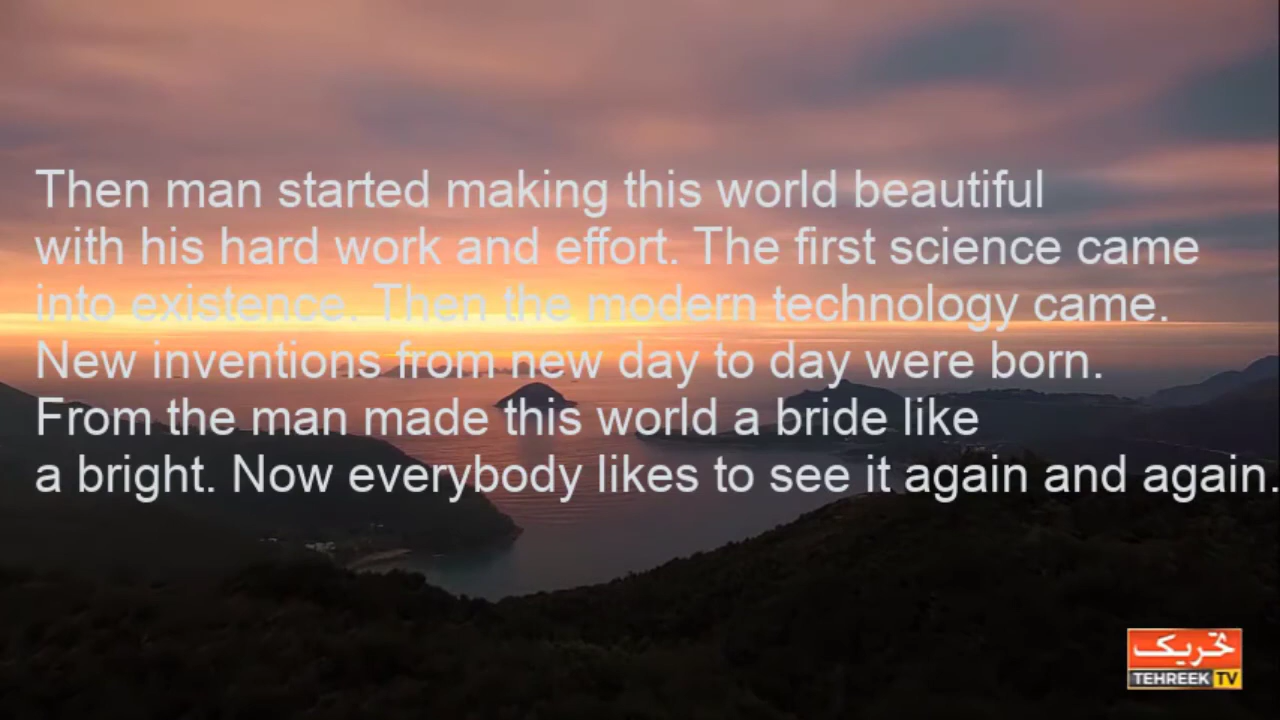 Then man started making this world beautiful
with his hard work and effort. The first science came
into existence. Then the modern technology came.
New inventions from new day to day were born.
From the man made this world a bride like
a bright. Now everybody likes to see it again and again.
تحریک
TEHREEK TV